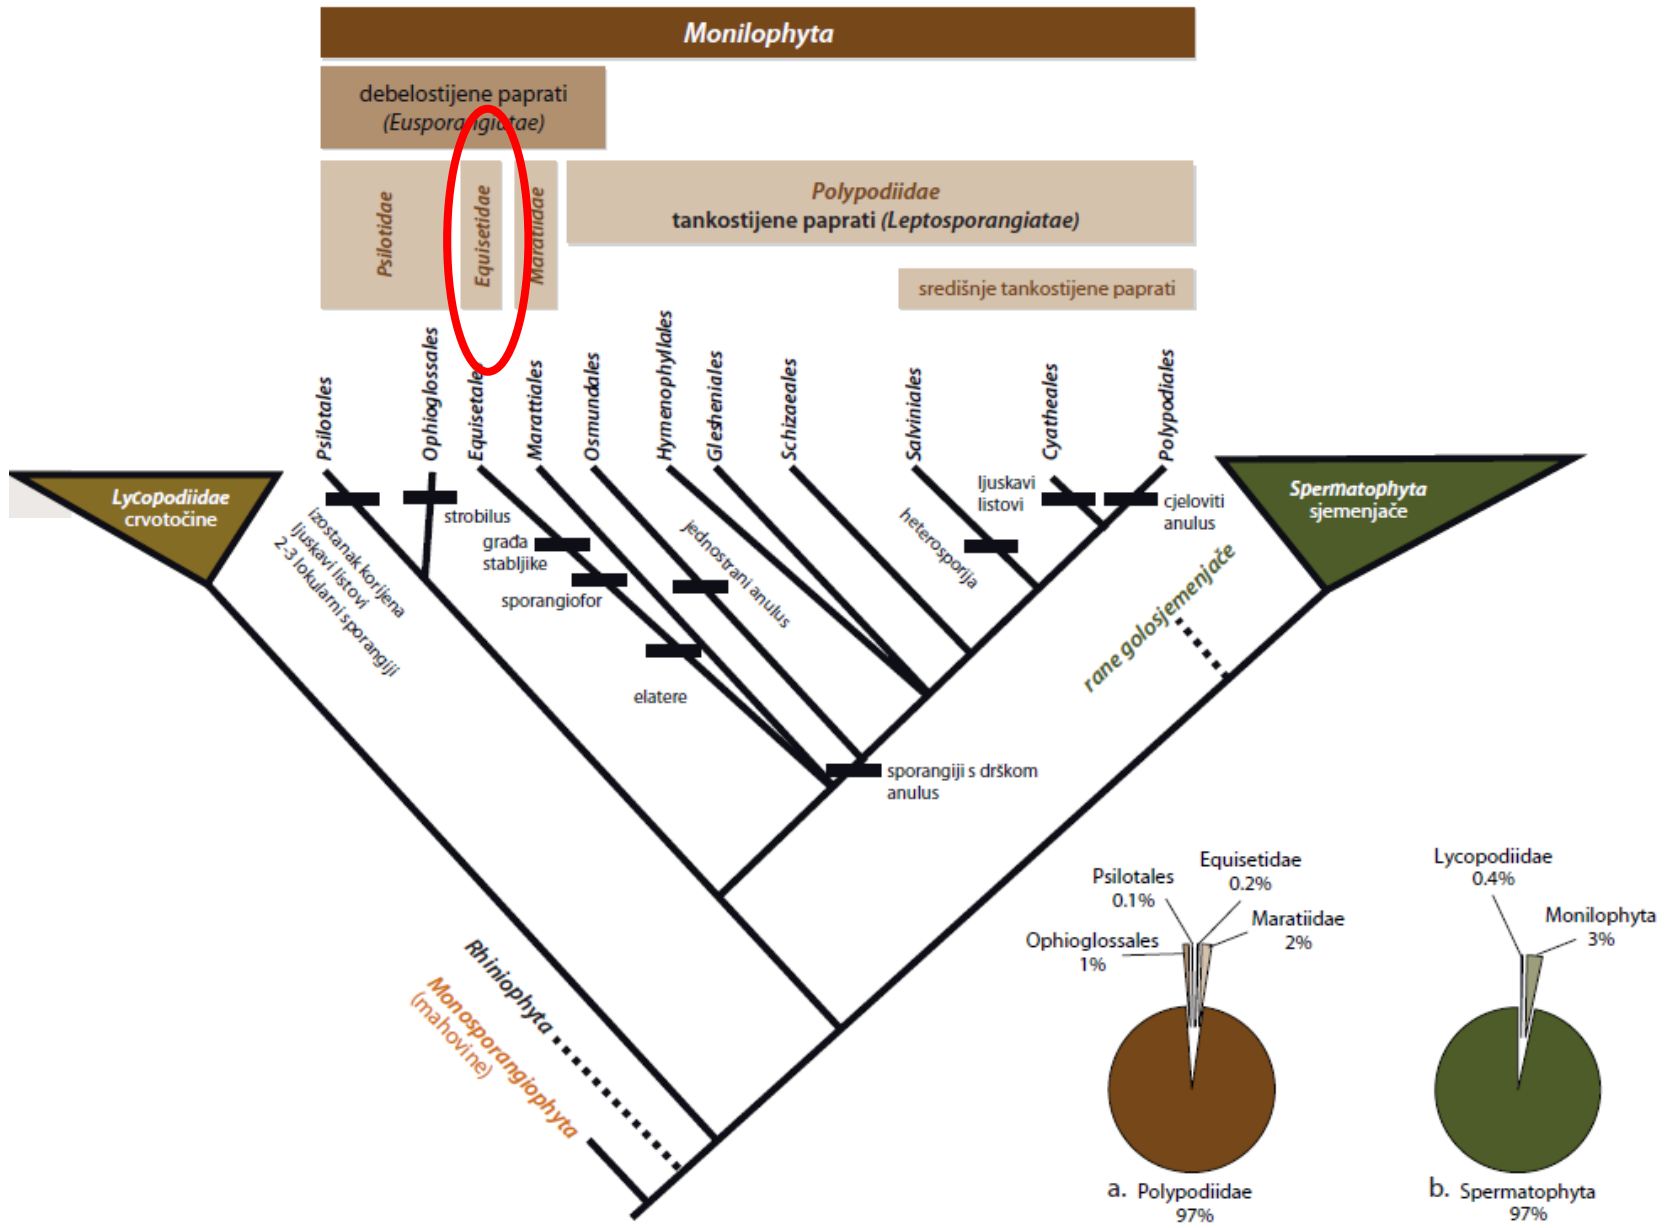 Monilophyta
debelostijene paprati
(Eusporangiatae)
Psilotidae
Equisetidae
Maratiidae
Polypodiidae
tankostijene paprati (Leptosporangiatae)
središnje tankostijene paprati
Psilotales
Ophioglossales
Equisetales
Marattiales
Osmundales
Hymenophyllales
Glesheniales
Schizaeales
Salviniales
Cyatheales
Polypodiales
Lycopodiidae
crvotočine
Spermatophyta
sjemenjače
izostanak korijena
ljuskavi listovi
2-3 lokularni sporangiji
strobilus
građa
stabljike
sporangiofor
elatere
jednostrani anulus
heterosporija
ljuskavi
listovi
cjeloviti
anulus
rane golosjemenjače
sporangiji s drškom
anulus
Rhiniophyta
Monosporangiophyta
(mahovine)
Equisetidae
0.2%
Psilotales
0.1%
Maratiidae
2%
Ophioglossales
1%
a. Polypodiidae
97%
Lycopodiidae
0.4%
Monilophyta
3%
b. Spermatophyta
97%